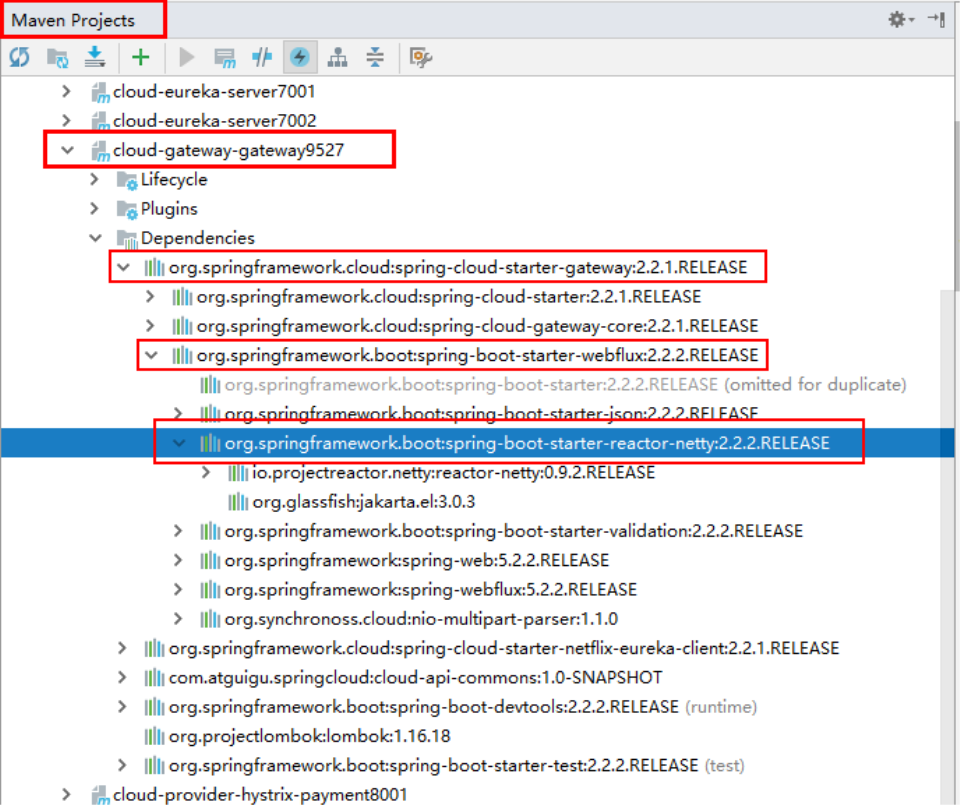 Maven Projects
cloud-eureka-server7001
cloud-eureka-server7002
cloud-gateway-gateway9527
Lifecycle
Plugins
Dependencies
org.springframework.cloud:spring-cloud-starter-gateway:2.2.1.RELEASE
org.springframework.cloud:spring-cloud-starter:2.2.1.RELEASE
org.springframework.cloud:spring-cloud-gateway-core:2.2.1.RELEASE
org.springframework.boot:spring-boot-starter-webflux:2.2.2.RELEASE
org.springframework.boot:spring-boot-starter:2.2.2.RELEASE (omitted for duplicate)
org.springframework.boot:spring-boot-starter-json:2.2.2.RELEASE
org.springframework.boot:spring-boot-starter-reactor-netty:2.2.2.RELEASE
io.projectreactor.netty:reactor-netty:0.9.2.RELEASE
org.glassfish:jakarta.el:3.0.3
org.springframework.boot:spring-boot-starter-validation:2.2.2.RELEASE
org.springframework:spring-web:5.2.2.RELEASE
org.springframework:spring-webflux:5.2.2.RELEASE
org.synchronoss.cloud:nio-multipart-parser:1.1.0
org.springframework.cloud:spring-cloud-starter-netflix-eureka-client:2.2.1.RELEASE
com.atguigu.springcloud:cloud-api-commons:1.0-SNAPSHOT
org.springframework.boot:spring-boot-devtools:2.2.2.RELEASE (runtime)
org.projectlombok:lombok:1.16.18
org.springframework.boot:spring-boot-starter-test:2.2.2.RELEASE (test)
cloud-provider-hystrix-payment8001